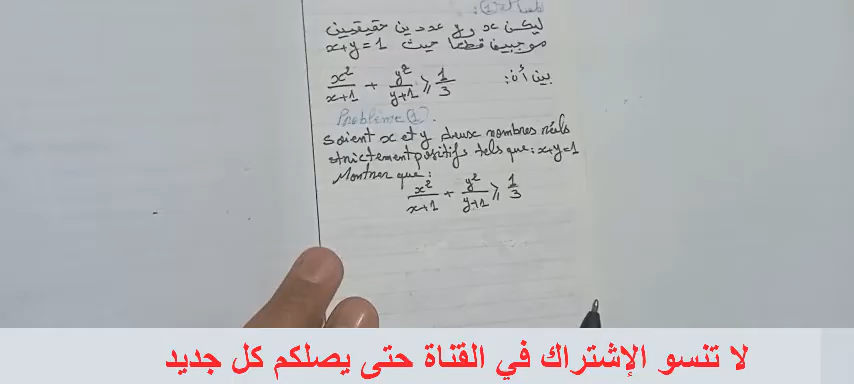 ليكن x و y عددين حقيقيين
موجبين قطعا حيث x+y=1
بين أن: x²/x+1 + y²/y+1 ≥ 1/3
Problème (1).
Soient x et y deux nombres réels
strictement positifs tels que: x+y=1
Montrer que:
x²/x+1 + y²/y+1 ≥ 1/3
لا تنسو الإشتراك في القناة حتى يصلكم كل جديد